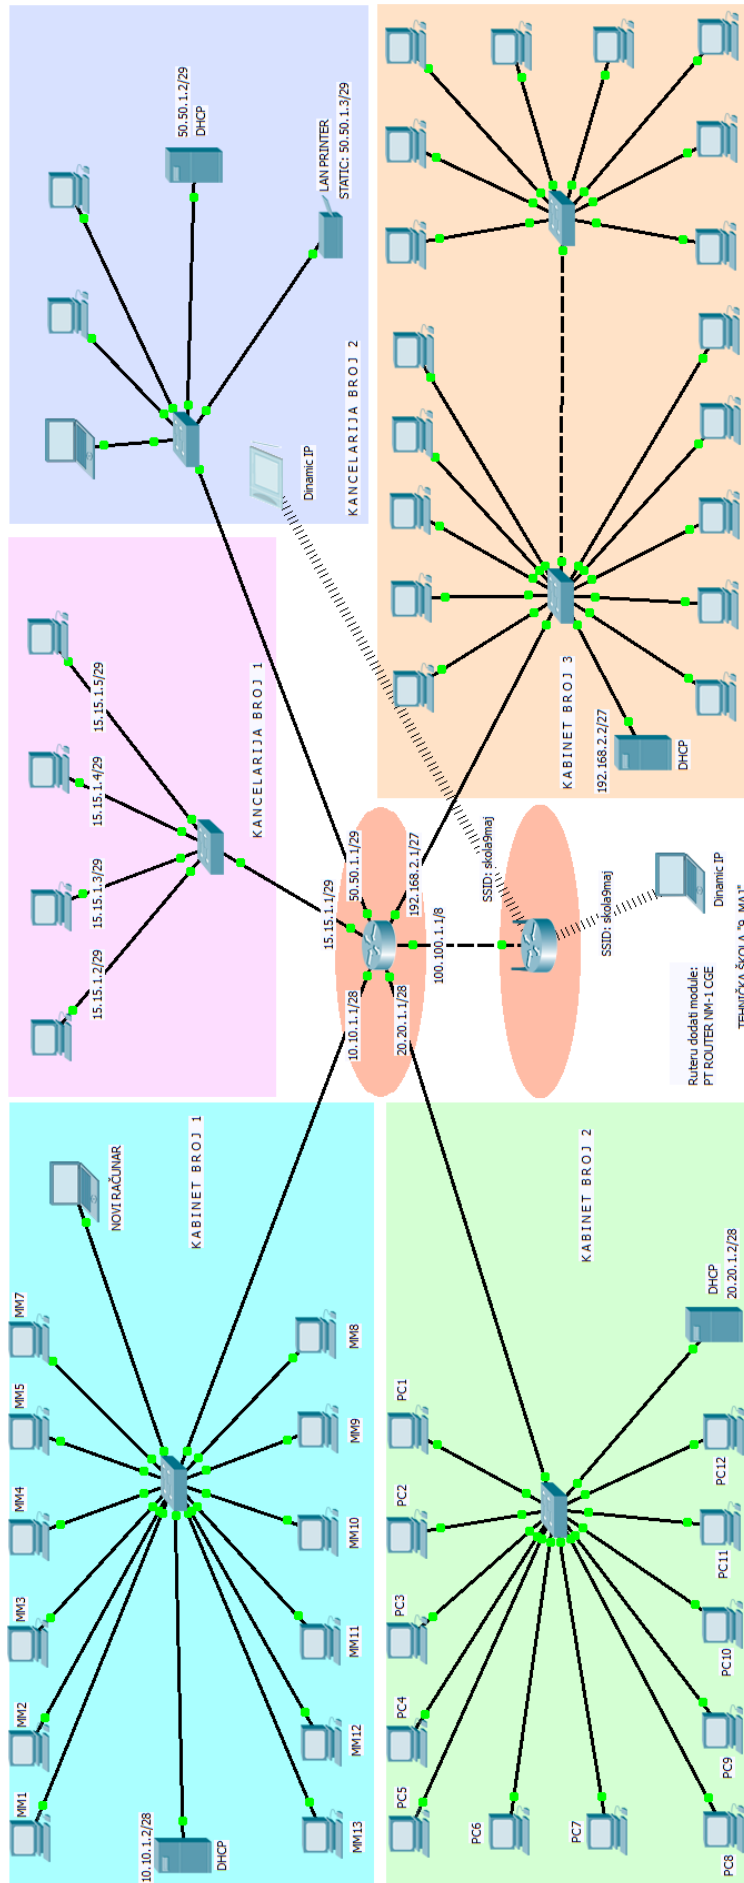 MM1
MM2
MM3
MM4
MM5
MM7
NOVI RAČUNAR
10.10.1.2/28
DHCP
MM13
MM12
MM11
MM10
MM9
MM8
KABINET BROJ 1
15.15.1.2/29
15.15.1.3/29
15.15.1.4/29
15.15.1.5/29
KANCELARIJA BROJ 1
50.50.1.2/29
DHCP
LAN PRINTER
STATIC: 50.50.1.3/29
Dinamic IP
KANCELARIJA BROJ 2
15.15.1.1/29
10.10.1.1/28
50.50.1.1/29
20.20.1.1/28
192.168.2.1/27
100.100.1.1/8
SSID: skola9maj
SSID: skola9maj
Dinamic IP
Ruteru dodati module:
PT ROUTER NM-1 CGE
TEHNIČKA ŠKOLA "9. MAJ"
PC5
PC4
PC3
PC2
PC1
PC6
PC7
PC8
PC9
PC10
PC11
PC12
DHCP
20.20.1.2/28
KABINET BROJ 2
KABINET BROJ 3
192.168.2.2/27
DHCP